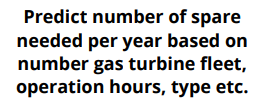 Predict number of spare
needed per year based on
number gas turbine fleet,
operation hours, type etc.